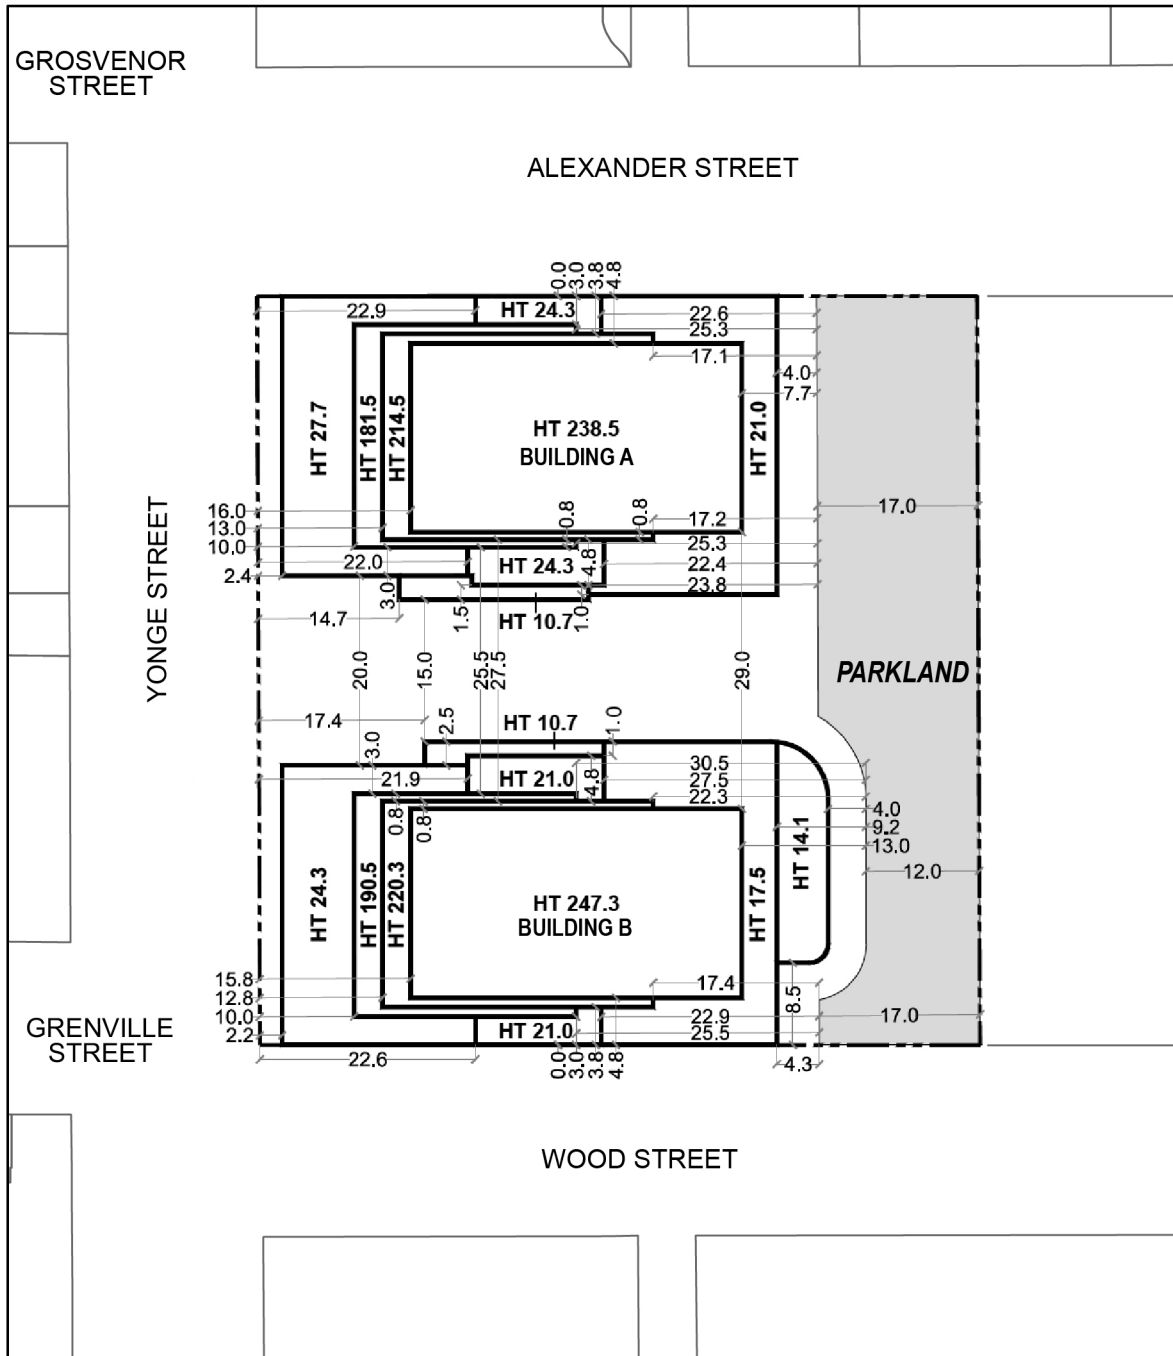 GROSVENOR
STREET
ALEXANDER STREET
0.0
3.0
3.8
4.8
22.9
HT 24.3
22.6
25.3
17.1
4.0
7.7
HT 27.7
HT 181.5
HT 214.5
HT 238.5
BUILDING A
HT 21.0
16.0
13.0
10.0
2.4
0.8
0.8
17.2
17.0
25.3
22.0
HT 24.3
4.8
22.4
23.8
3.0
14.7
1.5
HT 10.7
1.0
YONGE STREET
20.0
15.0
25.5
27.5
29.0
PARKLAND
17.4
2.5
HT 10.7
1.0
3.0
30.5
21.9
HT 21.0
4.8
27.5
22.3
0.8
0.8
4.0
9.2
13.0
12.0
HT 24.3
HT 190.5
HT 220.3
HT 247.3
BUILDING B
HT 17.5
HT 14.1
15.8
12.8
10.0
2.2
17.4
8.5
22.9
17.0
HT 21.0
25.5
GRENVILLE
STREET
22.6
0.0
3.0
3.8
4.8
4.3
WOOD STREET